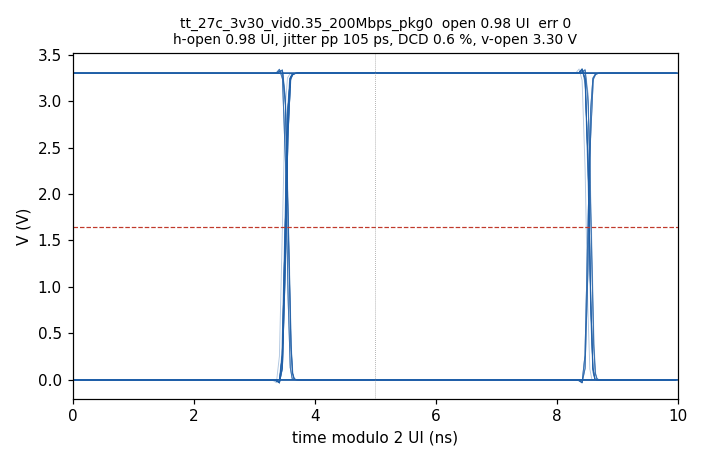 tt_27c_3v30_vid0.35_200Mbps_pkg0  open 0.98 UI  err 0
h-open 0.98 UI, jitter pp 105 ps, DCD 0.6 %, v-open 3.30 V
3.5
3.0
2.5
2.0
1.5
1.0
0.5
0.0
V (V)
0 2 4 6 8 10
time modulo 2 UI (ns)